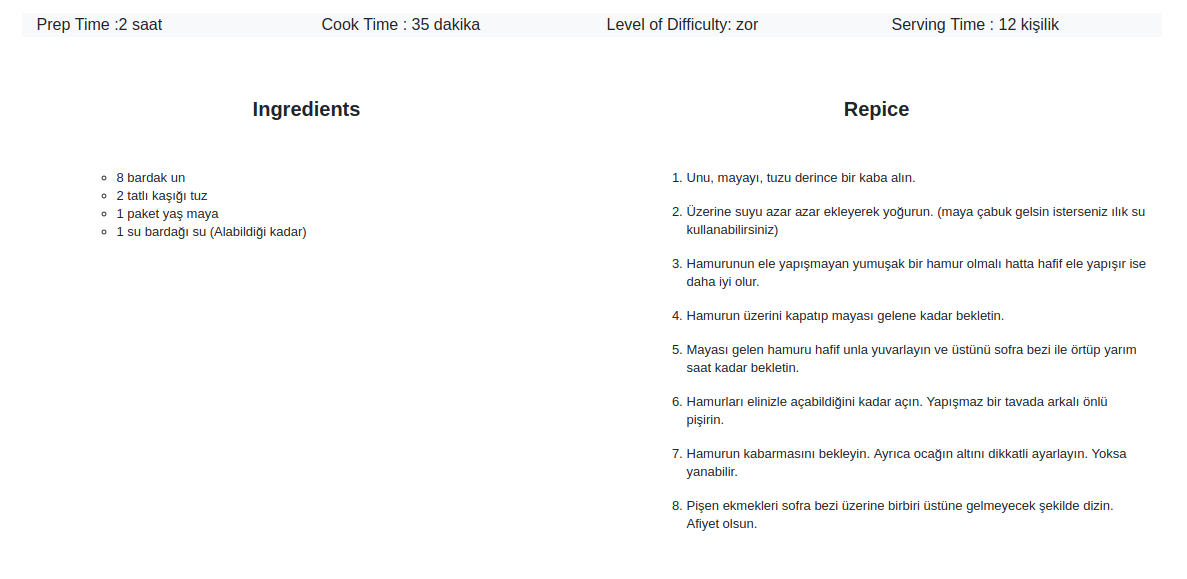 Prep Time :2 saat
Cook Time : 35 dakika
Level of Difficulty: zor
Serving Time : 12 kişilik
Ingredients
8 bardak un
2 tatlı kaşığı tuz
1 paket yaş maya
1 su bardağı su (Alabildiği kadar)
Repice
1. Unu, mayayı, tuzu derince bir kaba alın.
2. Üzerine suyu azar azar ekleyerek yoğurun. (maya çabuk gelsin isterseniz ılık su
kullanabilirsiniz)
3. Hamurunun ele yapışmayan yumuşak bir hamur olmalı hatta hafif ele yapışır ise
daha iyi olur.
4. Hamurun üzerini kapatıp mayası gelene kadar bekletin.
5. Mayası gelen hamuru hafif unla yuvarlayın ve üstünü sofra bezi ile örtüp yarım
saat kadar bekletin.
6. Hamurları elinizle açabildiğini kadar açın. Yapışmaz bir tavada arkalı önlü
pişirin.
7. Hamurun kabarmasını bekleyin. Ayrıca ocağın altını dikkatli ayarlayın. Yoksa
yanabilir.
8. Pişen ekmekleri sofra bezi üzerine birbiri üstüne gelmeyecek şekilde dizin.
Afiyet olsun.